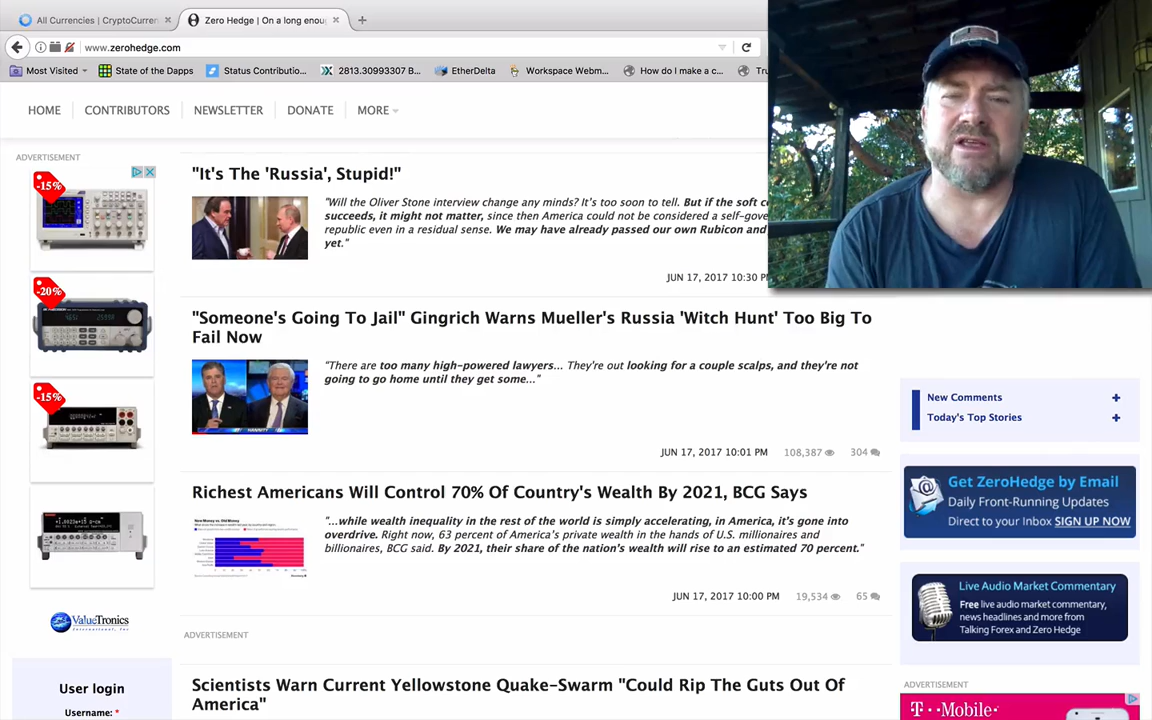 All Currencies | CryptoCurren
Zero Hedge | On a long enou
www.zerohedge.com
Most Visited
State of the Dapps
Status Contributio...
2813.30993307 B...
EtherDelta
Workspace Webm...
How do I make a c...
Tru
HOME
CONTRIBUTORS
NEWSLETTER
DONATE
MORE
ADVERTISEMENT
-15%
-20%
-15%
ValueTronics
International, Inc
User login
Username: *
"It's The 'Russia', Stupid!"
"Will the Oliver Stone interview change any minds? It's too soon to tell. But if the soft c
succeeds, it might not matter, since then America could not be considered a self-gove
republic even in a residual sense. We may have already passed our own Rubicon and
yet."
JUN 17, 2017 10:30 PM
"Someone's Going To Jail" Gingrich Warns Mueller's Russia 'Witch Hunt' Too Big To
Fail Now
"There are too many high-powered lawyers... They're out looking for a couple scalps, and they're not
going to go home until they get some..."
JUN 17, 2017 10:01 PM
108,387
304
Richest Americans Will Control 70% Of Country's Wealth By 2021, BCG Says
"...while wealth inequality in the rest of the world is simply accelerating, in America, it's gone into
overdrive. Right now, 63 percent of America's private wealth in the hands of U.S. millionaires and
billionaires, BCG said. By 2021, their share of the nation's wealth will rise to an estimated 70 percent."
JUN 17, 2017 10:00 PM
19,534
65
ADVERTISEMENT
Scientists Warn Current Yellowstone Quake-Swarm "Could Rip The Guts Out Of
America"
New Comments
Today's Top Stories
Get ZeroHedge by Email
Daily Front-Running Updates
Direct to your Inbox SIGN UP NOW
Live Audio Market Commentary
Free live audio market commentary,
news headlines and more from
Talking Forex and Zero Hedge
ADVERTISEMENT
T-Mobile